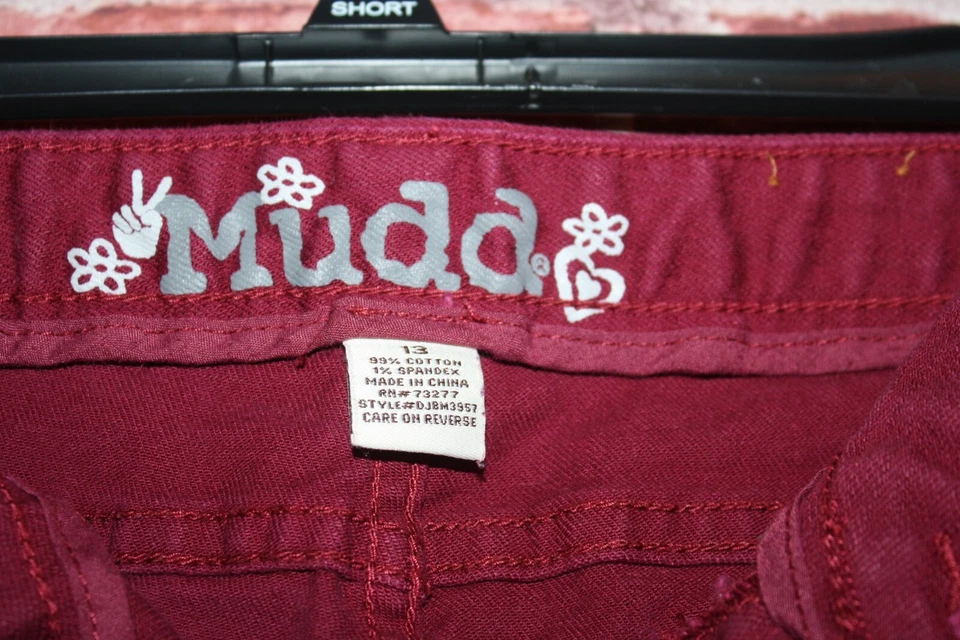 SHORT
Mudd®
13
99% COTTON
1% SPANDEX
MADE IN CHINA
RN# 73277
STYLE#DJBM3957
CARE ON REVERSE